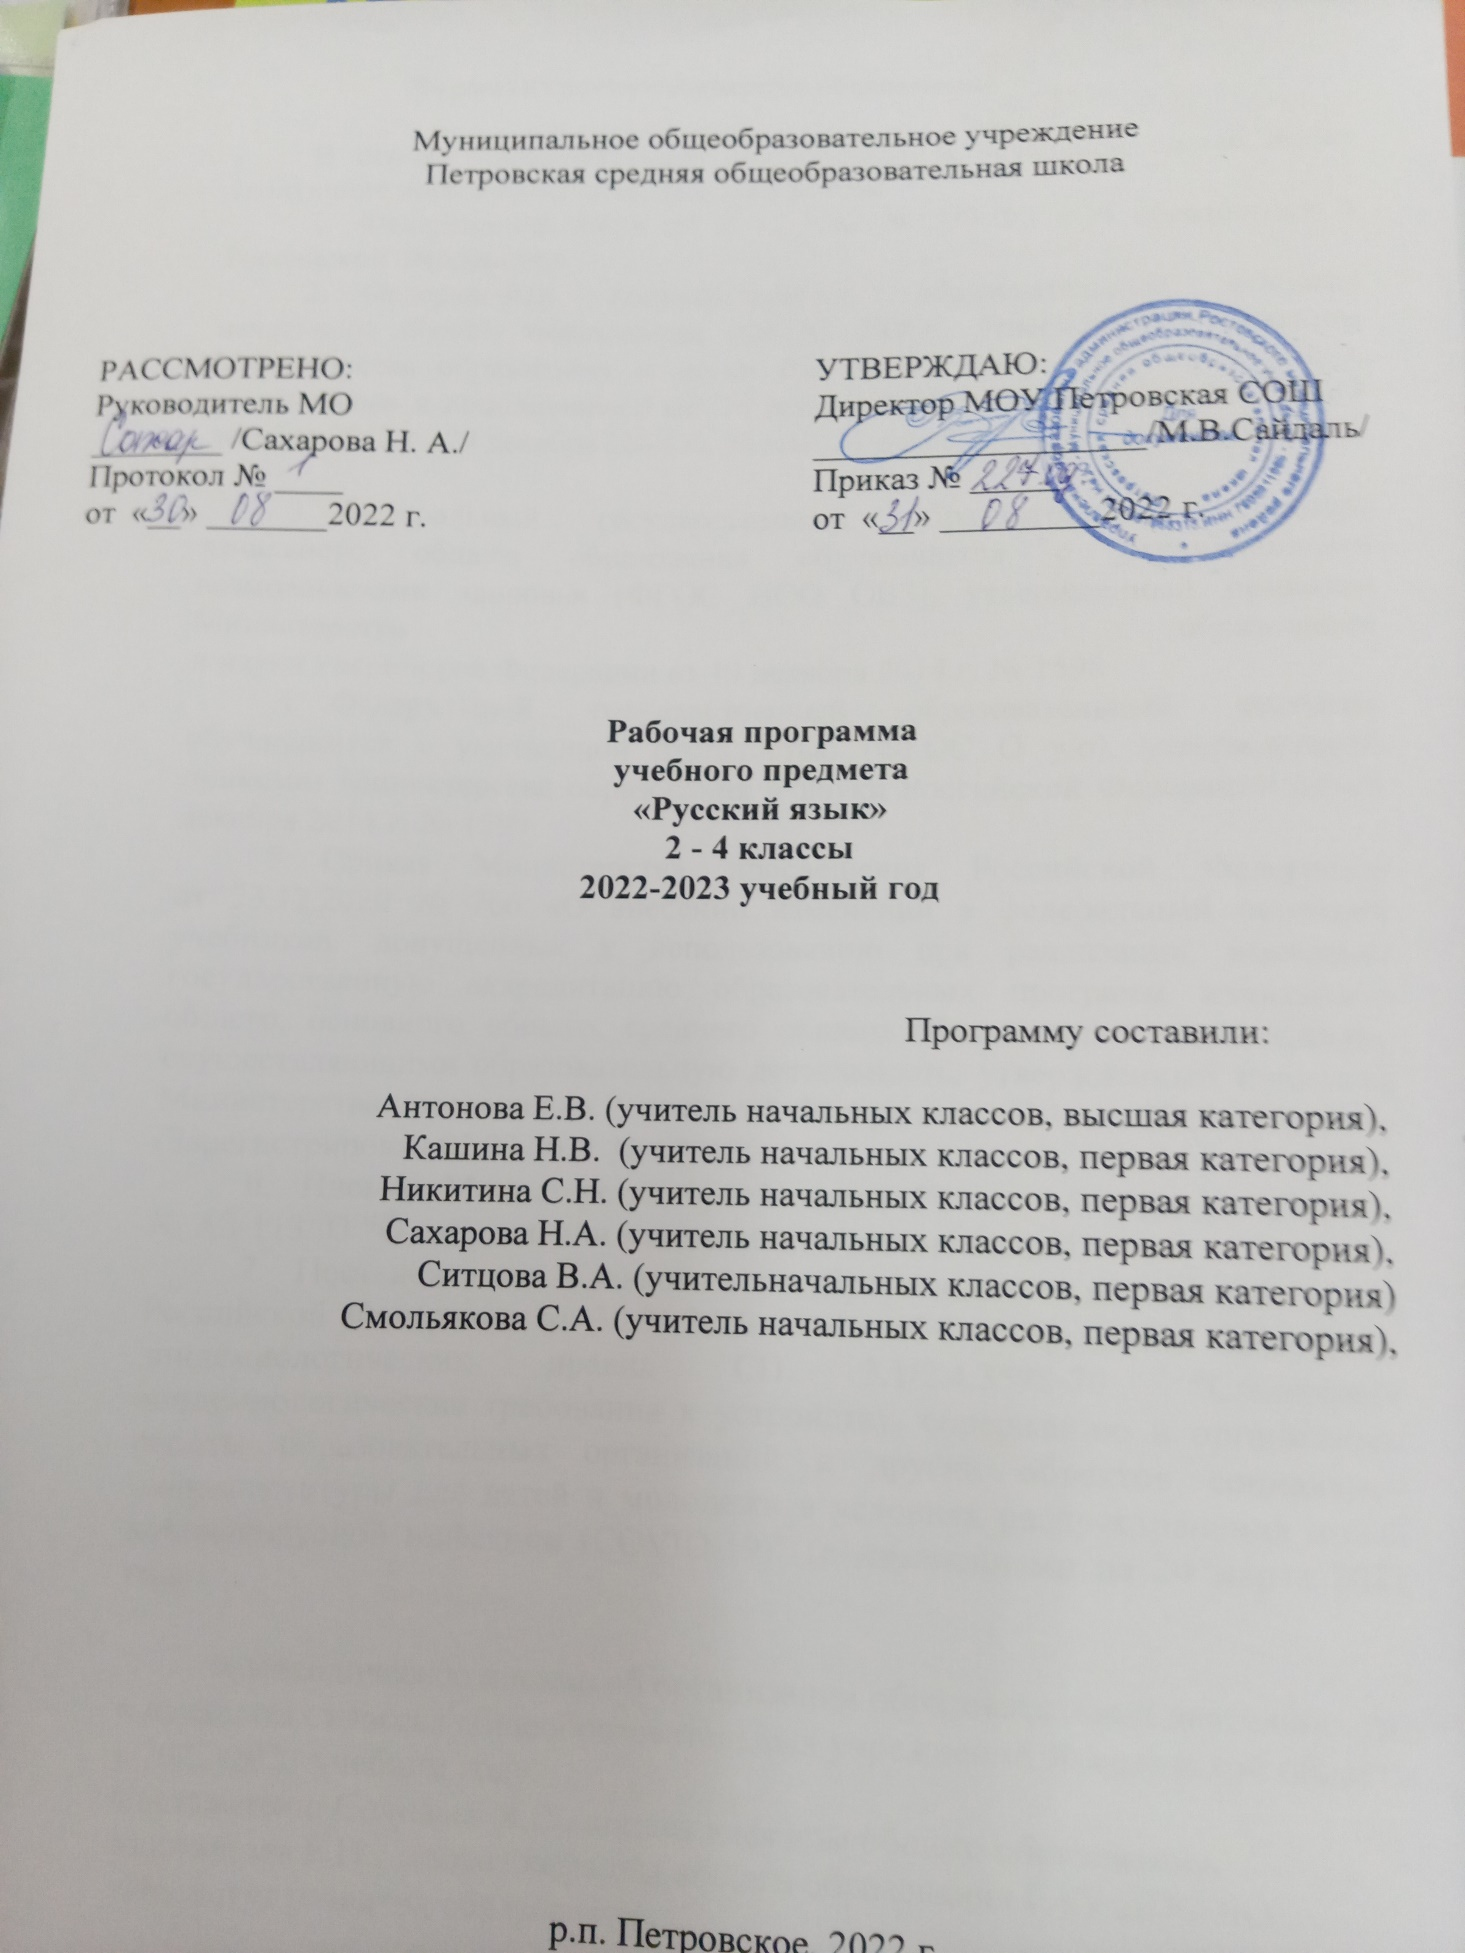 Муниципальное общеобразовательное учреждение
Петровская средняя общеобразовательная школа
РАССМОТРЕНО:
Руководитель МО
/Сахарова Н. А./
Протокол № 1
от «30» 08 2022 г.
УТВЕРЖДАЮ:
Директор МОУ Петровская СОШ
/М.В.Сайдаль/
Приказ №
от «31» 08 2022 г.
Для
документов
Рабочая программа
учебного предмета
«Русский язык»
2 - 4 классы
2022-2023 учебный год
Программу составили:
Антонова Е.В. (учитель начальных классов, высшая категория),
Кашина Н.В. (учитель начальных классов, первая категория),
Никитина С.Н. (учитель начальных классов, первая категория),
Сахарова Н.А. (учитель начальных классов, первая категория),
Ситцова В.А. (учительначальных классов, первая категория)
Смольякова С.А. (учитель начальных классов, первая категория),
р.п. Петровское, 2022 г